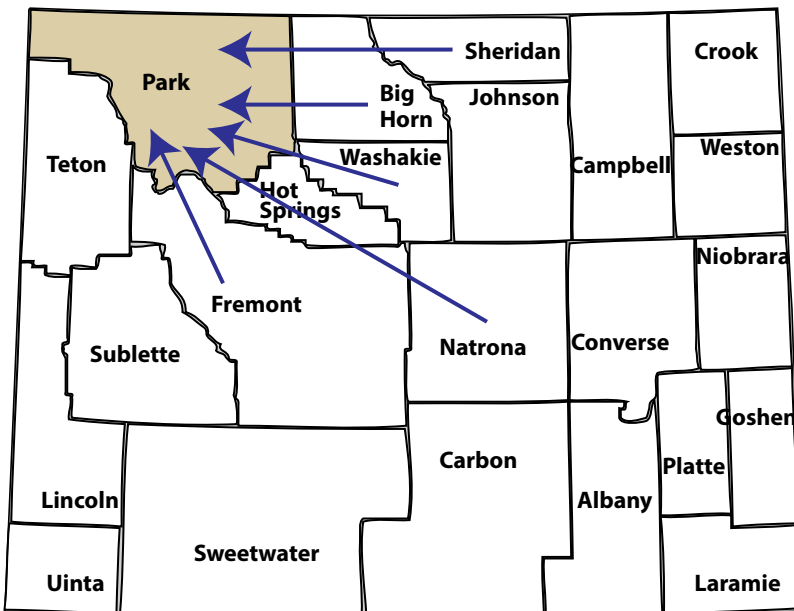 Sheridan
Crook
Park
Big
Horn
Johnson
Teton
Washakie
Campbell
Weston
Hot
Springs
Niobrara
Fremont
Sublette
Natrona
Converse
Goshen
Carbon
Platte
Lincoln
Albany
Sweetwater
Uinta
Laramie